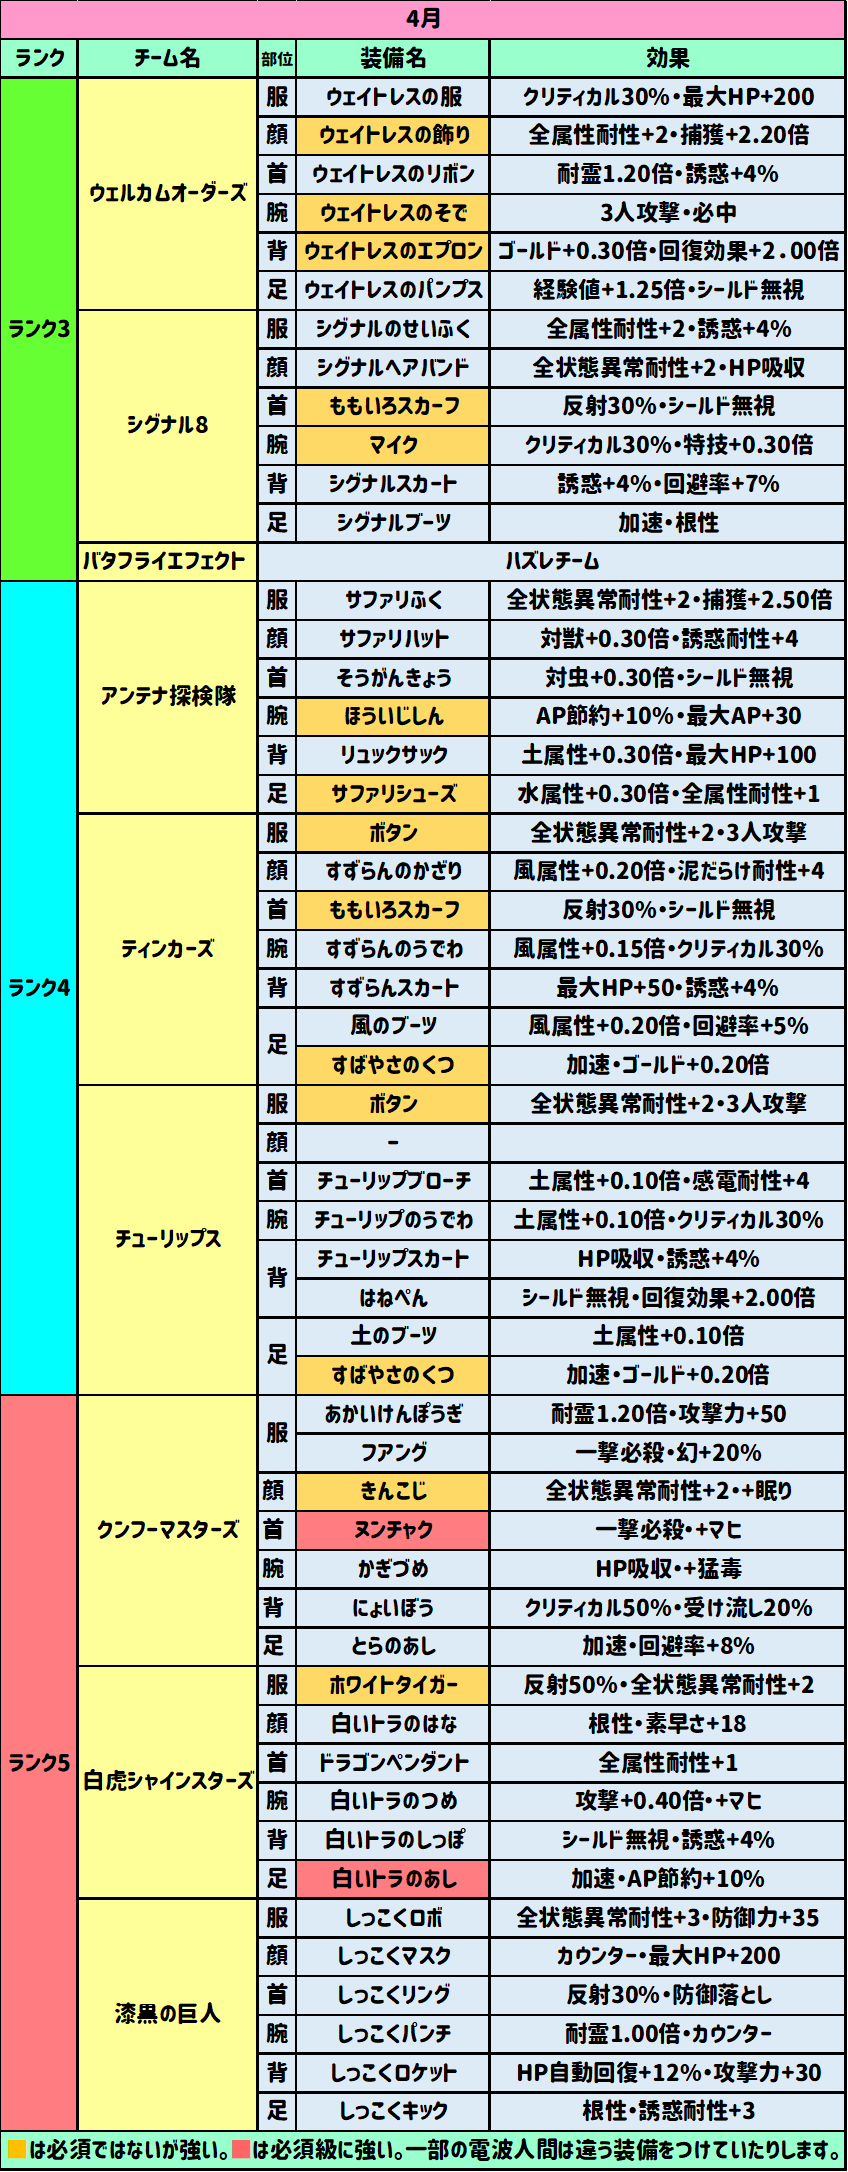 4月
ランク チーム名 部位 装備名 効果
ランク3
ウェルカムオーダーズ
服 ウェイトレスの服 クリティカル30%・最大HP+200
顔 ウェイトレスの飾り 全属性耐性+2・捕獲+2.20倍
首 ウェイトレスのリボン 耐霊1.20倍・誘惑+4%
腕 ウェイトレスのそで 3人攻撃・必中
背 ウェイトレスのエプロン ゴールド+0.30倍・回復効果+2.00倍
足 ウェイトレスのパンプス 経験値+1.25倍・シールド無視
シグナル8
服 シグナルのせいふく 全属性耐性+2・誘惑+4%
顔 シグナルヘアバンド 全状態異常耐性+2・HP吸収
首 ももいろスカーフ 反射30%・シールド無視
腕 マイク クリティカル30%・特技+0.30倍
背 シグナルスカート 誘惑+4%・回避率+7%
足 シグナルブーツ 加速・根性
バタフライエフェクト ハズレチーム
ランク4
アンテナ探検隊
服 サファリふく 全状態異常耐性+2・捕獲+2.50倍
顔 サファリハット 対獣+0.30倍・誘惑耐性+4
首 そうがんきょう 対虫+0.30倍・シールド無視
腕 ほういじしん AP節約+10%・最大AP+30
背 リュックサック 土属性+0.30倍・最大HP+100
足 サファリシューズ 水属性+0.30倍・全属性耐性+1
ティンカーズ
服 ボタン 全状態異常耐性+2・3人攻撃
顔 すずらんのかざり 風属性+0.20倍・泥だらけ耐性+4
首 ももいろスカーフ 反射30%・シールド無視
腕 すずらんのうでわ 風属性+0.15倍・クリティカル30%
背 すずらんスカート 最大HP+50・誘惑+4%
足 風のブーツ 風属性+0.20倍・回避率+5%
すばやさのくつ 加速・ゴールド+0.20倍
チューリップス
服 ボタン 全状態異常耐性+2・3人攻撃
顔 -
首 チューリップブローチ 土属性+0.10倍・感電耐性+4
腕 チューリップのうでわ 土属性+0.10倍・クリティカル30%
背 チューリップスカート HP吸収・誘惑+4%
はねぺん シールド無視・回復効果+2.00倍
足 土のブーツ 土属性+0.10倍
すばやさのくつ 加速・ゴールド+0.20倍
ランク5
クンフーマスターズ
服 あかいけんぽうぎ 耐霊1.20倍・攻撃力+50
フアング 一撃必殺・幻+20%
顔 きんこじ 全状態異常耐性+2・+眠り
首 ヌンチャク 一撃必殺・+マヒ
腕 かぎづめ HP吸収・+猛毒
背 にょいぼう クリティカル50%・受け流し20%
足 とらのあし 加速・回避率+8%
白虎シャインスターズ
服 ホワイトタイガー 反射50%・全状態異常耐性+2
顔 白いトラのはな 根性・素早さ+18
首 ドラゴンペンダント 全属性耐性+1
腕 白いトラのつめ 攻撃+0.40倍・+マヒ
背 白いトラのしっぽ シールド無視・誘惑+4%
足 白いトラのあし 加速・AP節約+10%
漆黒の巨人
服 しっこくロボ 全状態異常耐性+3・防御力+35
顔 しっこくマスク カウンター・最大HP+200
首 しっこくリング 反射30%・防御落とし
腕 しっこくパンチ 耐霊1.00倍・カウンター
背 しっこくロケット HP自動回復+12%・攻撃力+30
足 しっこくキック 根性・誘惑耐性+3
■は必須ではないが強い。■は必須級に強い。一部の電波人間は違う装備をつけていたりします。